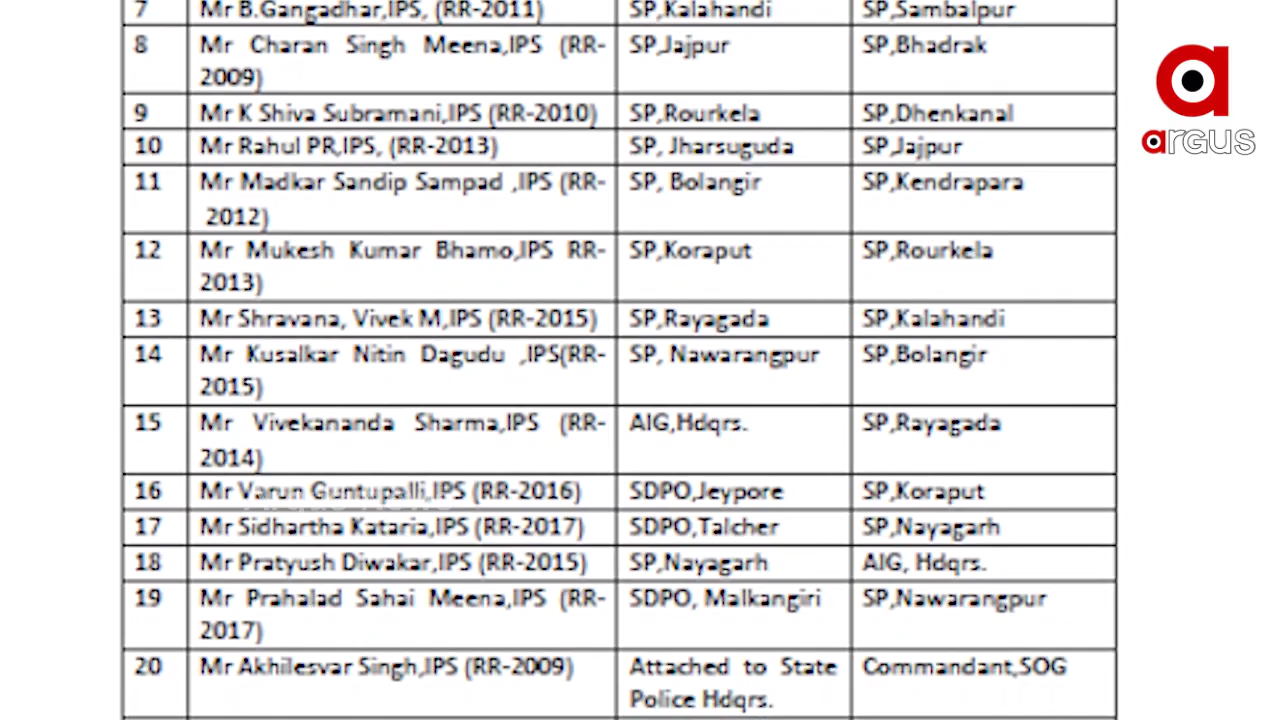 7 Mr B.Gangadhar,IPS, (RR-2011) SP,Kalahandi SP,Sambalpur
8 Mr Charan Singh Meena,IPS (RR- SP,Jajpur SP,Bhadrak
2009)
9 Mr K Shiva Subramani,IPS (RR-2010) SP,Rourkela SP,Dhenkanal
10 Mr Rahul PR,IPS, (RR-2013) SP, Jharsuguda SP,Jajpur
11 Mr Madkar Sandip Sampad ,IPS (RR- SP, Bolangir SP,Kendrapara
2012)
12 Mr Mukesh Kumar Bhamo,IPS RR- SP,Koraput SP,Rourkela
2013)
13 Mr Shravana, Vivek M,IPS (RR-2015) SP,Rayagada SP,Kalahandi
14 Mr Kusalkar Nitin Dagudu ,IPS(RR- SP, Nawarangpur SP,Bolangir
2015)
15 Mr Vivekananda Sharma,IPS (RR- AIG,Hdqrs. SP,Rayagada
2014)
16 Mr Varun Guntupalli,IPS (RR-2016) SDPO,Jeypore SP,Koraput
Argus News
17 Mr Sidhartha Kataria,IPS (RR-2017) SDPO,Talcher SP,Nayagarh
18 Mr Pratyush Diwakar,IPS (RR-2015) SP,Nayagarh AIG, Hdqrs.
19 Mr Prahalad Sahai Meena,IPS (RR- SDPO, Malkangiri SP,Nawarangpur
2017)
20 Mr Akhilesvar Singh,IPS (RR-2009) Attached to State Commandant,SOG
Police Hdqrs.
a
argus